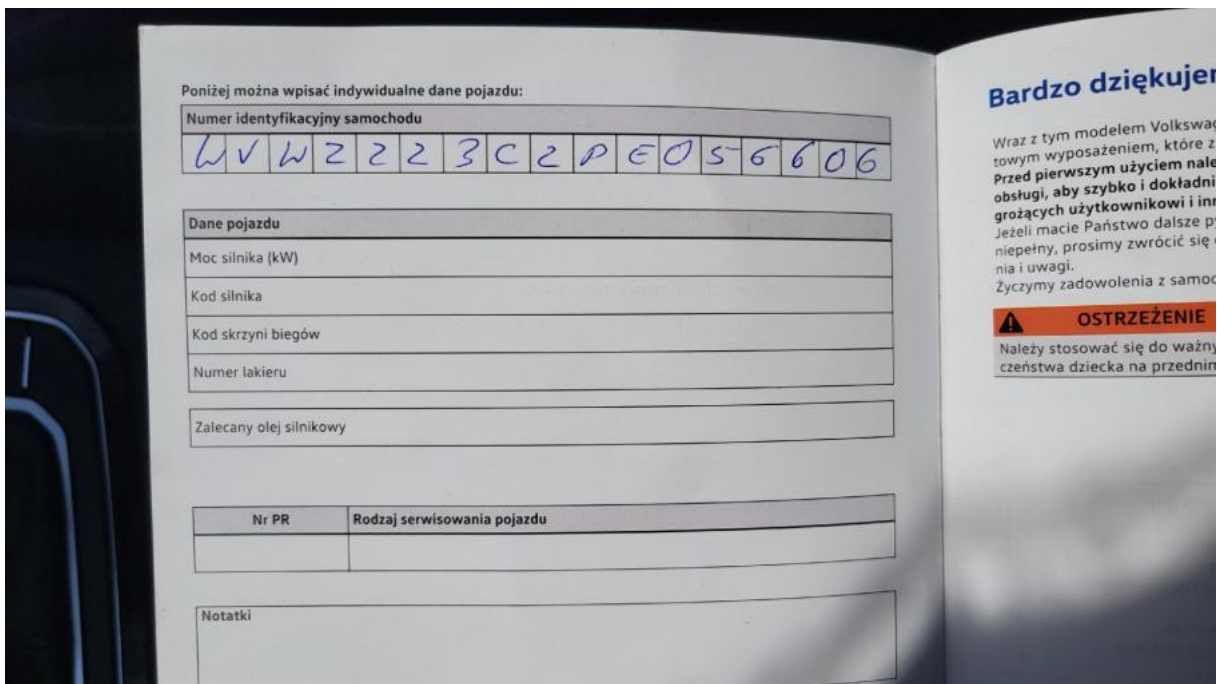 Poniżej można wpisać indywidualne dane pojazdu:
Numer identyfikacyjny samochodu
WVWZZZ3CZPE056606
Dane pojazdu
Moc silnika (kW)
Kod silnika
Kod skrzyni biegów
Numer lakieru
Zalecany olej silnikowy
Nr PR Rodzaj serwisowania pojazdu
Notatki
Bardzo dziękujem
Wraz z tym modelem Volkswag
towym wyposażeniem, które z
Przed pierwszym użyciem nale
obsługi, aby szybko i dokładni
grożących użytkownikowi i inn
Jeżeli macie Państwo dalsze py
niepełny, prosimy zwrócić się
nia i uwagi.
Życzymy zadowolenia z samoc
OSTRZEŻENIE
Należy stosować się do ważny
czeństwa dziecka na przednim